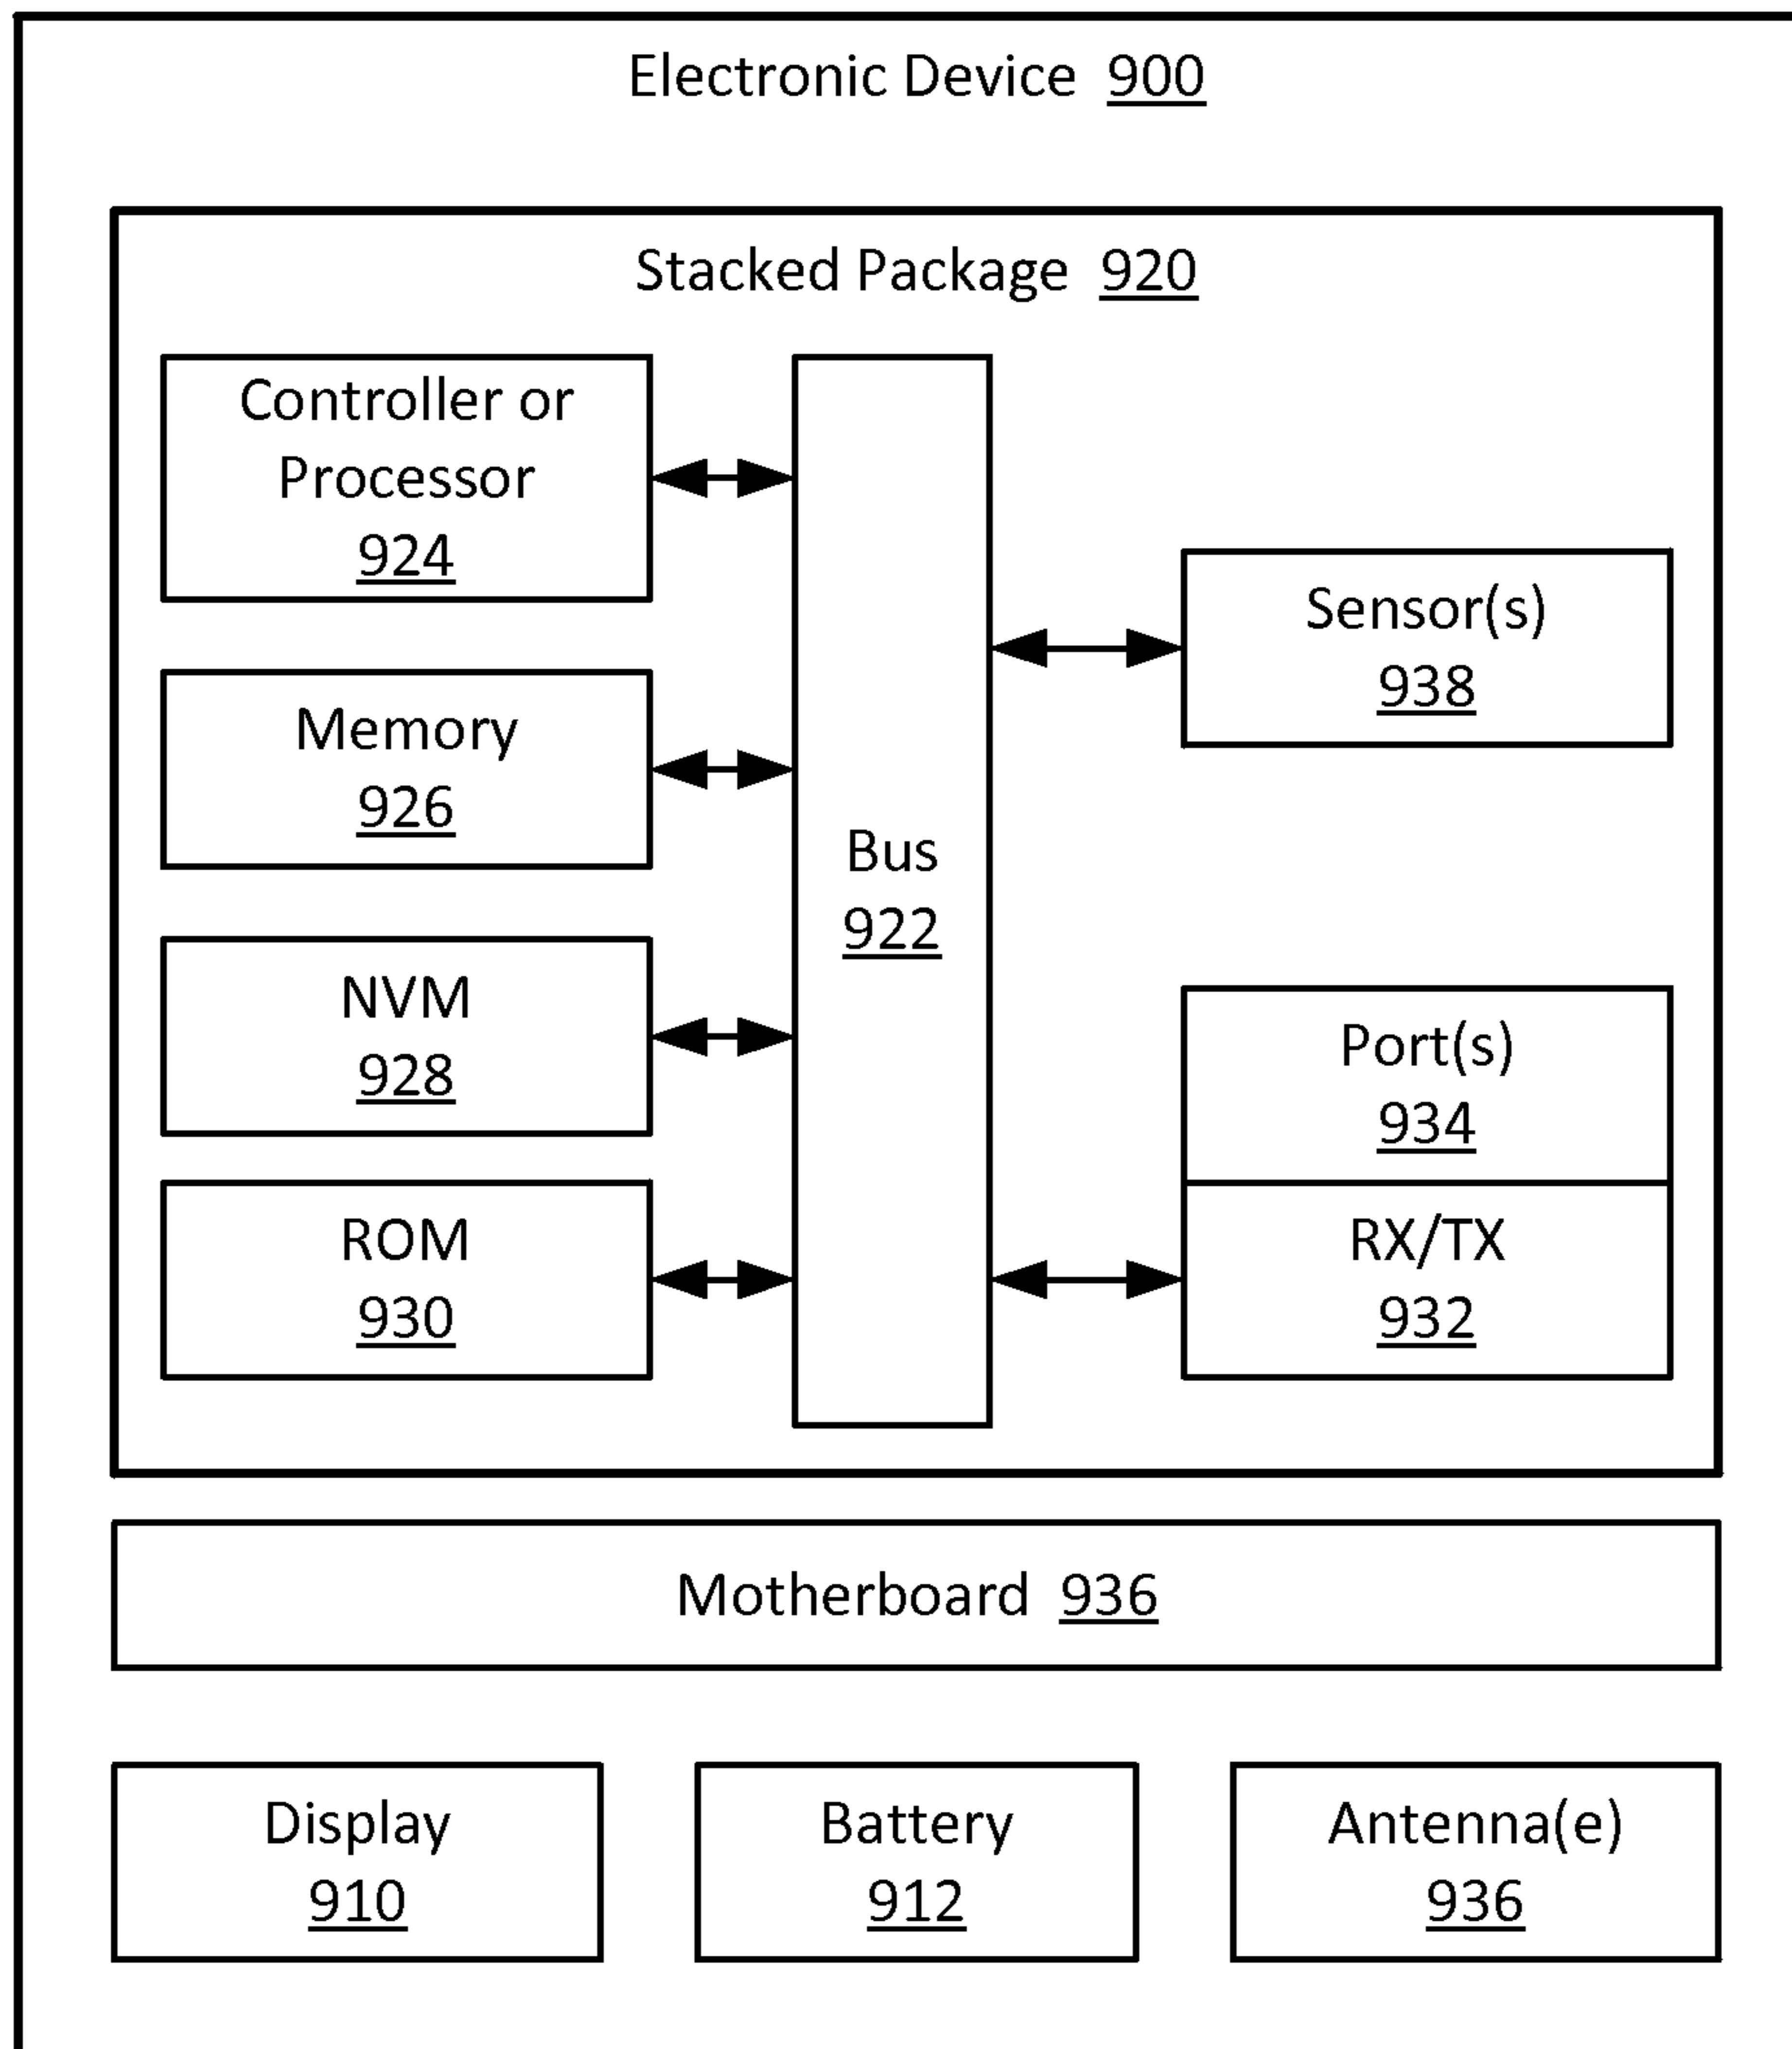 Electronic Device 900
Stacked Package 920
Controller or
Processor
924
Memory
926
NVM
928
ROM
930
Bus
922
Sensor(s)
938
Port(s)
934
RX/TX
932
Motherboard 936
Display
910
Battery
912
Antenna(e)
936